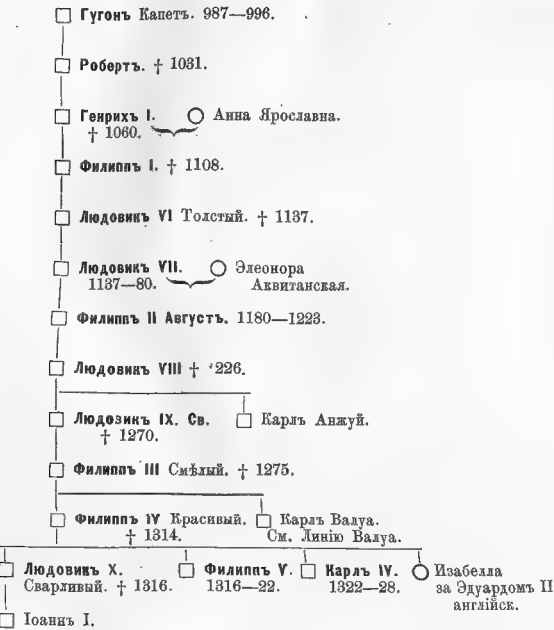 Гугонъ Капетъ. 987—996.
Робертъ. † 1031.
Генрихъ I. Анна Ярославна.
† 1060.
Филиппъ I. † 1108.
Людовикъ VI Толстый. † 1137.
Людовикъ VII. Элеонора
1137—80. Аквитанская.
Филиппъ II Августъ. 1180—1223.
Людовикъ VIII † 226.
Людовикъ IX. Св. Карлъ Анжуй.
† 1270.
Филиппъ III Смѣлый. † 1275.
Филиппъ IV Красивый. Карлъ Валуа.
† 1314. См. Линію Валуа.
Людовикъ X. Филиппъ V. Карлъ IV. Изабелла
Сварливый. † 1316. 1316—22. 1322—28. за Эдуардомъ II
англійск.
Іоаннъ I.